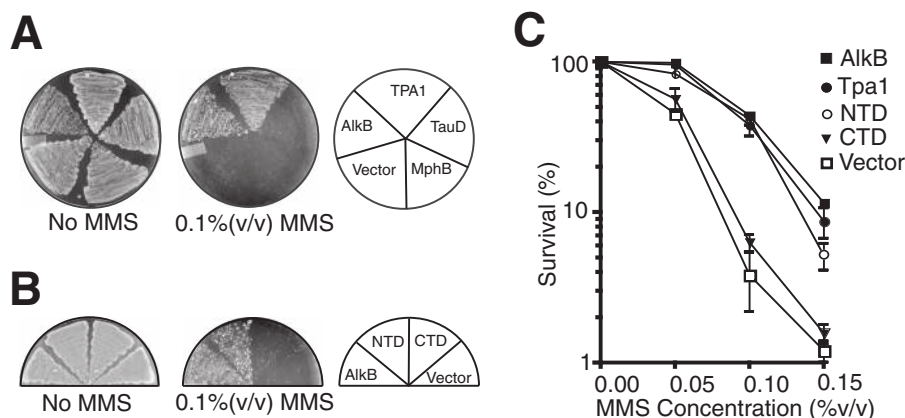 A
TPA1
AlkB
TauD
Vector
MphB
No MMS
0.1%(v/v) MMS
B
NTD
CTD
AlkB
Vector
No MMS
0.1%(v/v) MMS
C
100
10
1
Survival (%)
0.00
0.05
0.10
0.15
MMS Concentration (%v/v)
AlkB
Tpa1
NTD
CTD
Vector